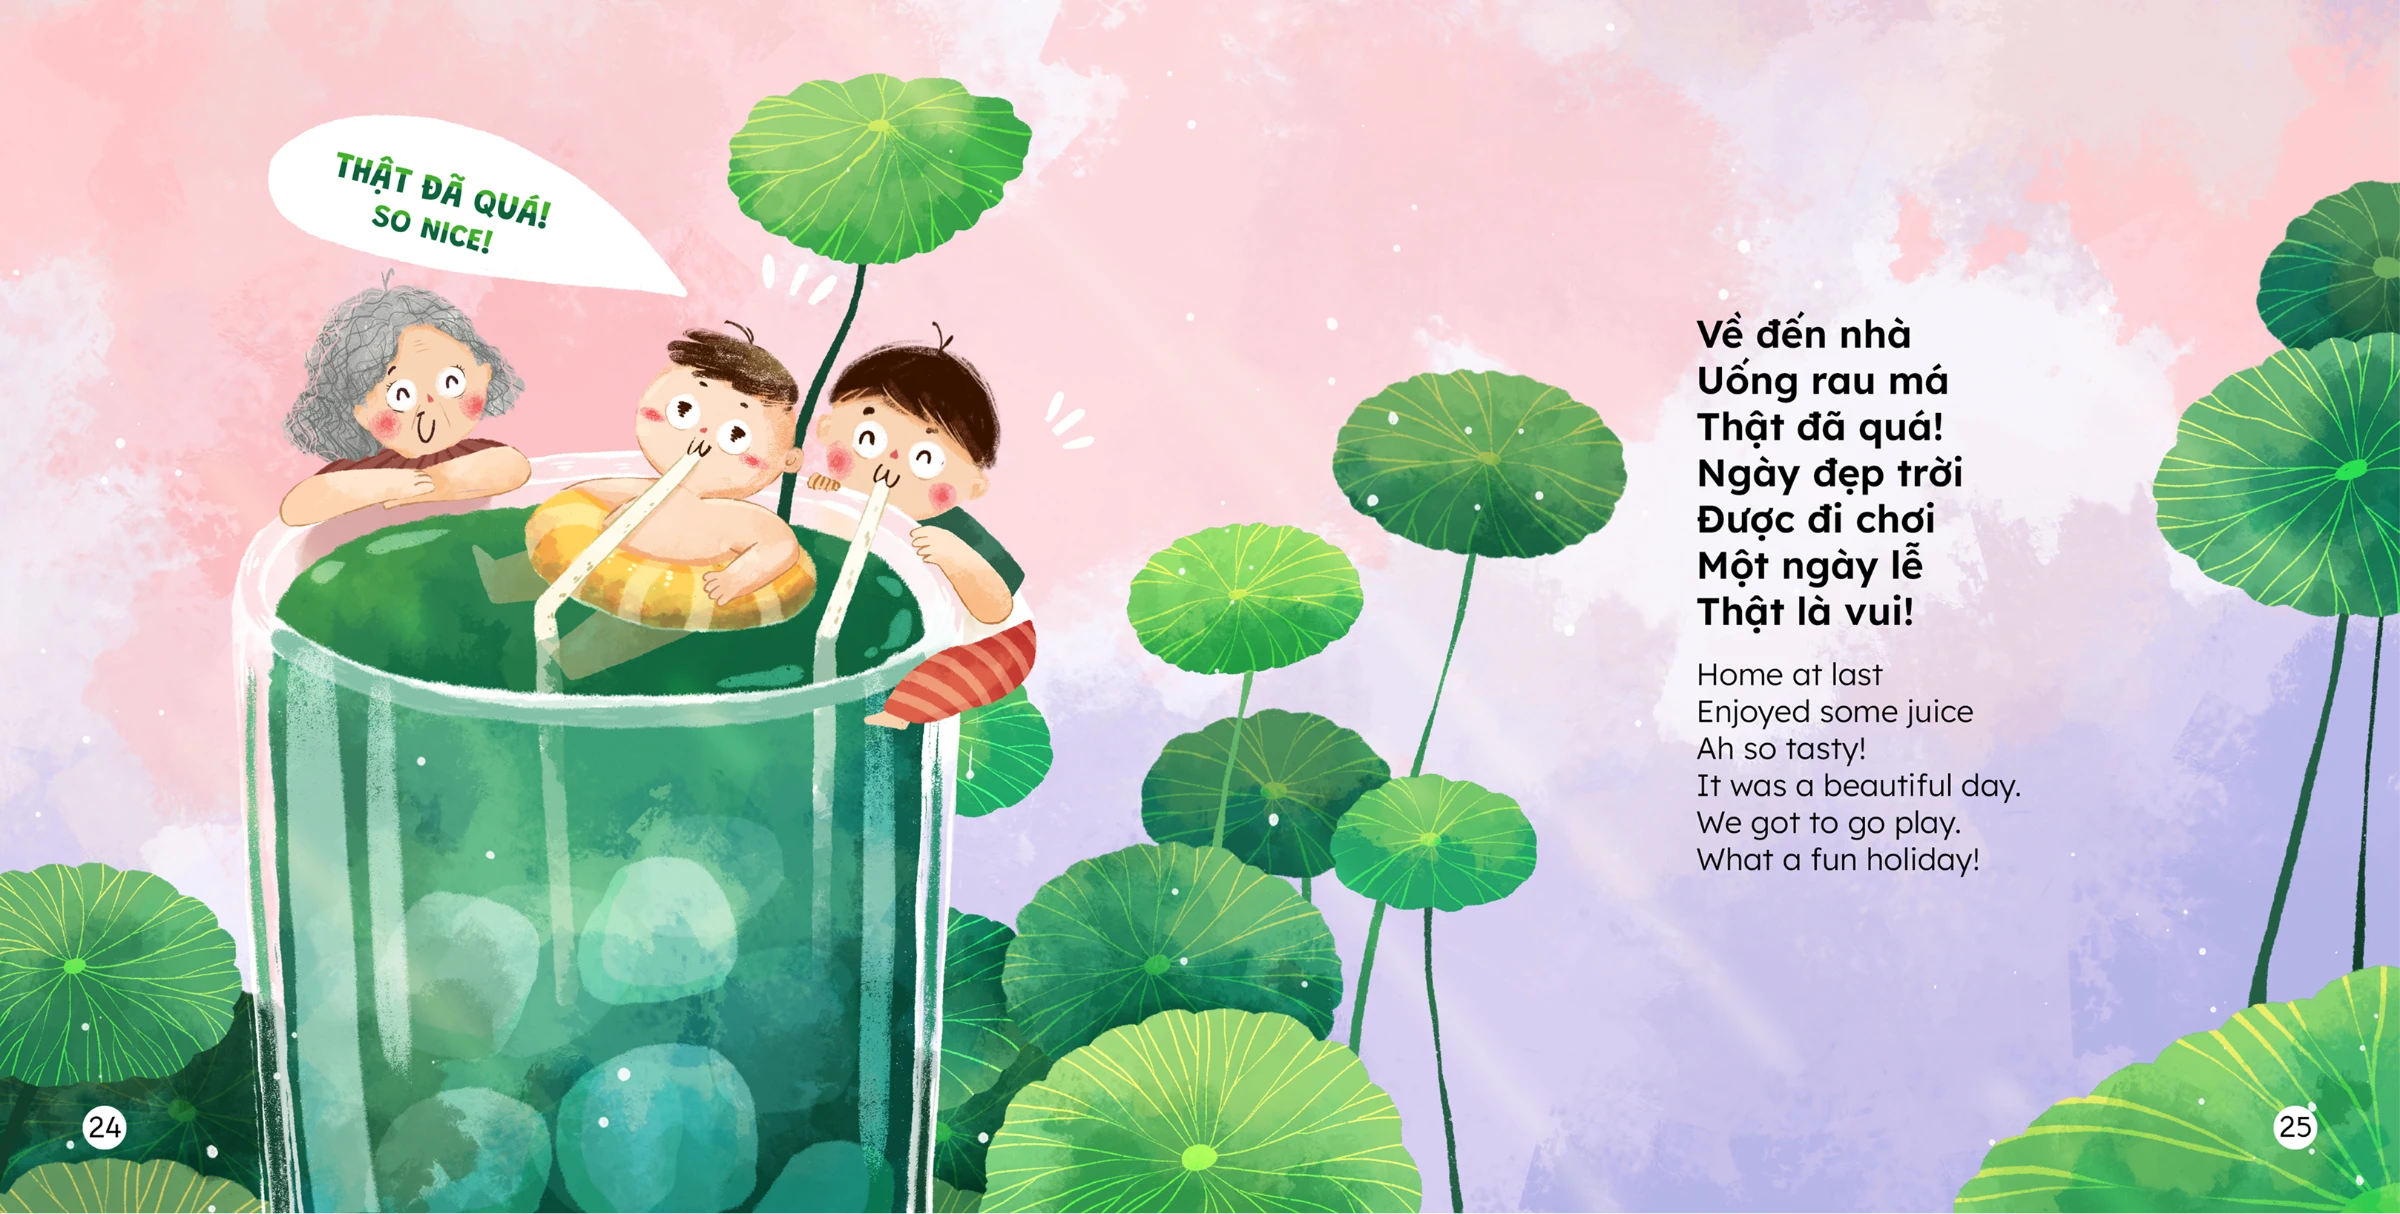 THẬT ĐÃ QUÁ!
SO NICE!
Về đến nhà
Uống rau má
Thật đã quá!
Ngày đẹp trời
Được đi chơi
Một ngày lễ
Thật là vui!
Home at last
Enjoyed some juice
Ah so tasty!
It was a beautiful day.
We got to go play.
What a fun holiday!
24
25